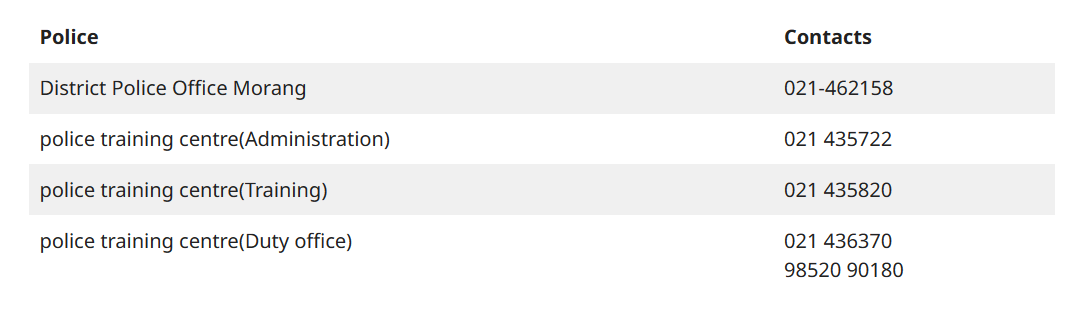 Police Contacts
District Police Office Morang 021-462158
police training centre(Administration) 021 435722
police training centre(Training) 021 435820
police training centre(Duty office) 021 436370
98520 90180